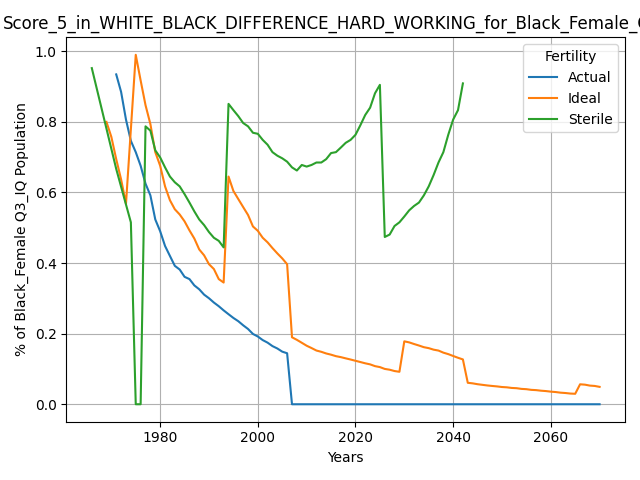 Score_5_in_WHITE_BLACK_DIFFERENCE_HARD_WORKING_for_Black_Female_
Fertility
Actual
Ideal
Sterile
% of Black_Female Q3_IQ Population
1.0
0.8
0.6
0.4
0.2
0.0
1980 2000 2020 2040 2060
Years